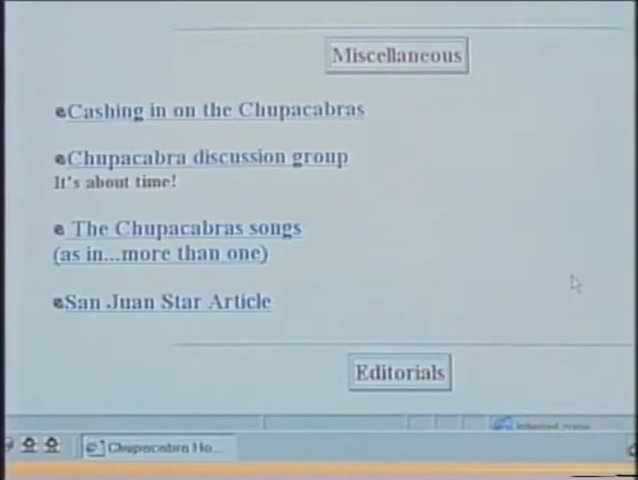 Miscellaneous
Cashing in on the Chupacabras
Chupacabra discussion group
It's about time!
The Chupacabras songs
(as in...more than one)
San Juan Star Article
Editorials
Chupacabra Ho...